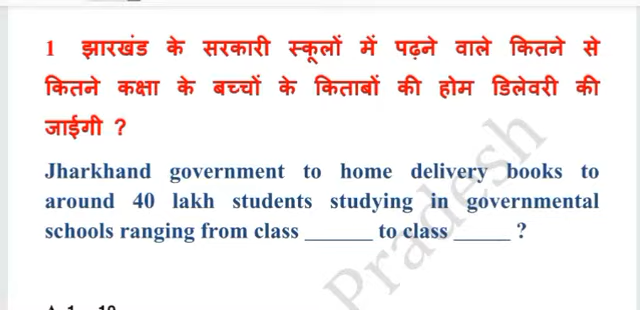 1 झारखंड के सरकारी स्कूलों में पढ़ने वाले कितने से
कितने कक्षा के बच्चों के किताबों की होम डिलेवरी की
जाईगी ?
Jharkhand government to home delivery books to
around 40 lakh students studying in governmental
schools ranging from class ______ to class ______ ?
Pradesh